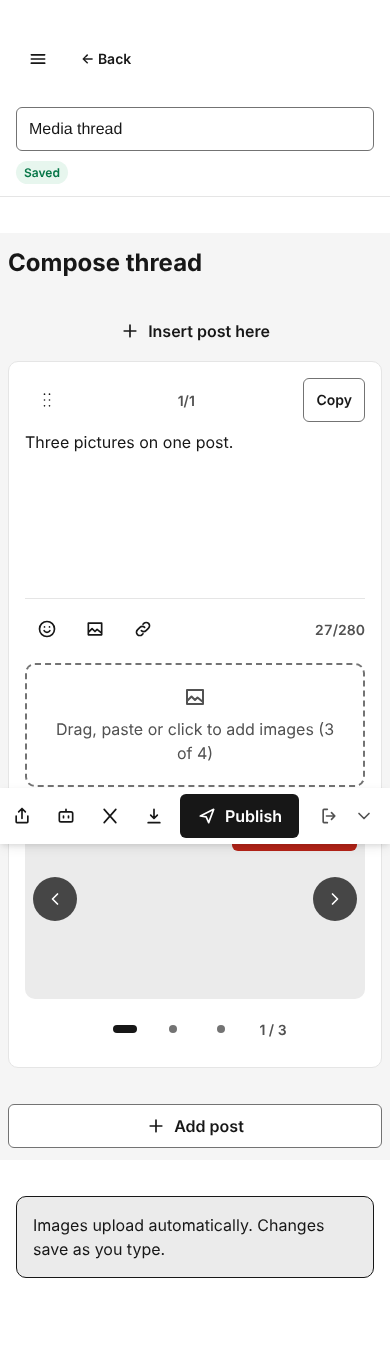 Back
Media thread
Saved
Compose thread
Insert post here
1/1
Copy
Three pictures on one post.
27/280
Drag, paste or click to add images (3
of 4)
Publish
1 / 3
Add post
Images upload automatically. Changes
save as you type.